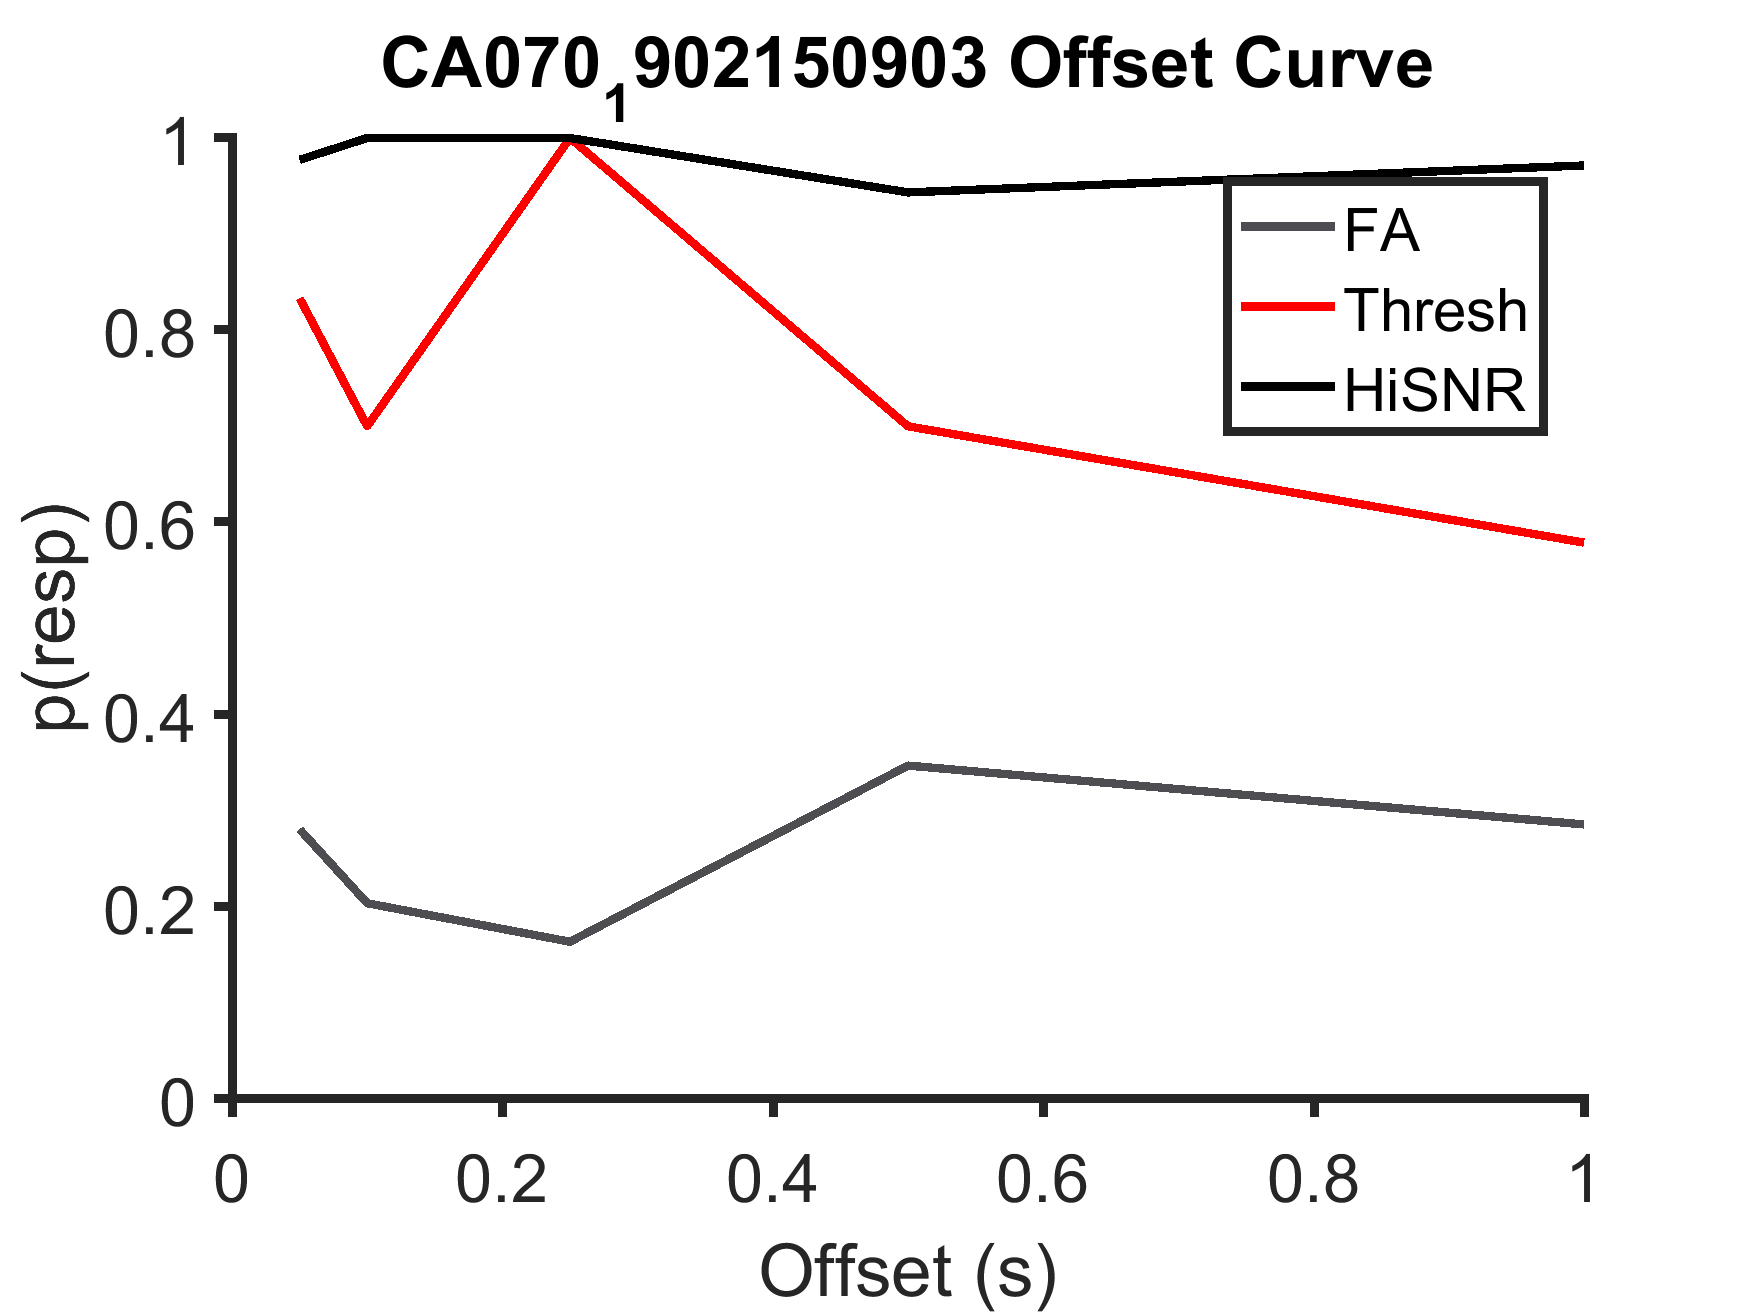 CA070₁902150903 Offset Curve
1
0.8
0.6
0.4
0.2
0
p(resp)
FA
Thresh
HiSNR
0 0.2 0.4 0.6 0.8 1
Offset (s)